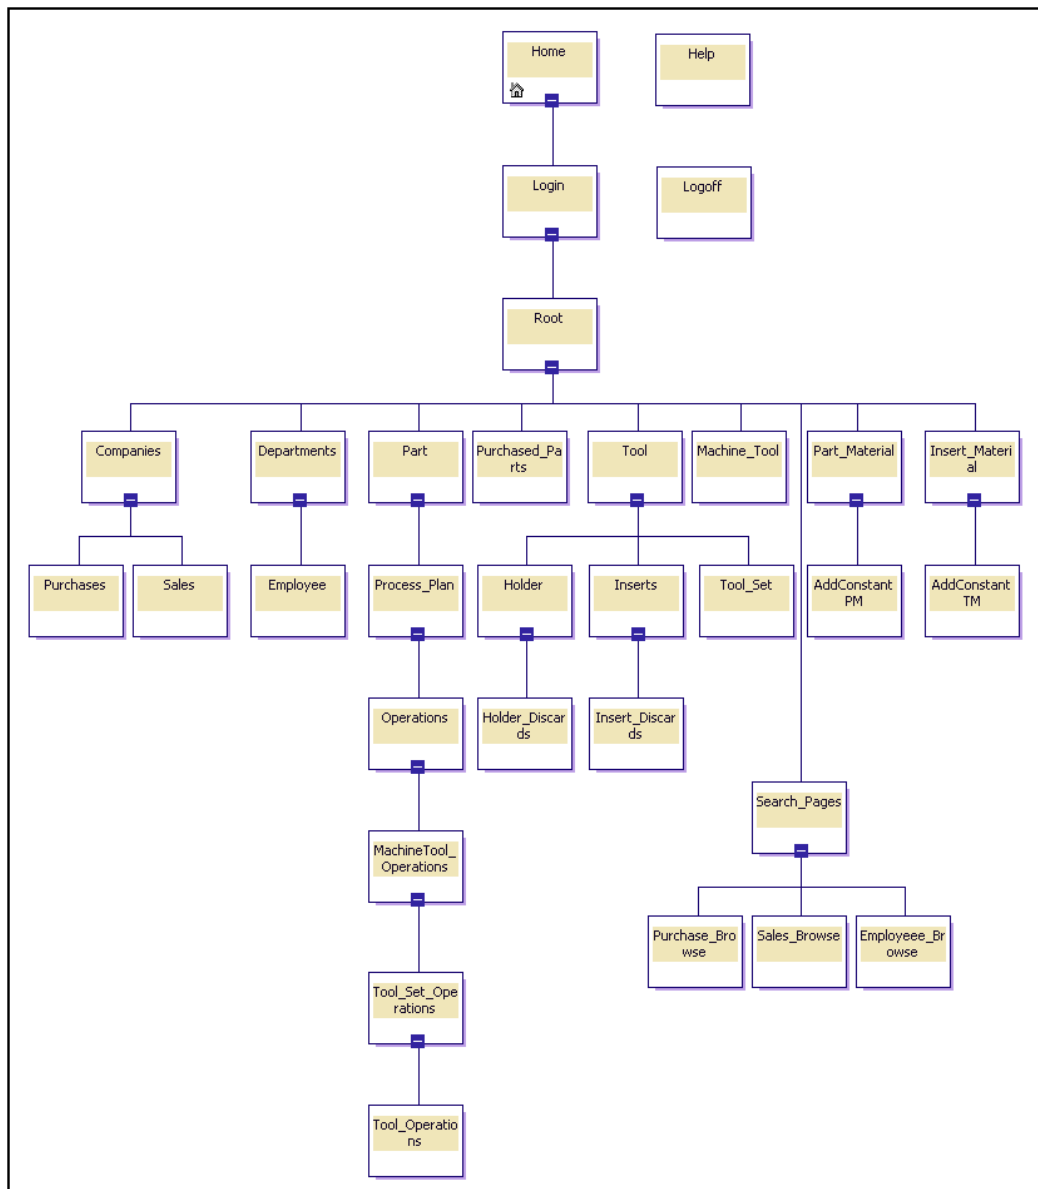 Home
Help
Login
Logoff
Root
Companies
Departments
Part
Purchased_Pa
rts
Tool
Machine_Tool
Part_Material
Insert_Materi
al
Purchases
Sales
Employee
Process_Plan
Holder
Inserts
Tool_Set
AddConstant
PM
AddConstant
TM
Operations
Holder_Discar
ds
Insert_Discar
ds
Search_Pages
MachineTool_
Operations
Purchase_Bro
wse
Sales_Browse
Employeee_Br
owse
Tool_Set_Ope
rations
Tool_Operatio
ns